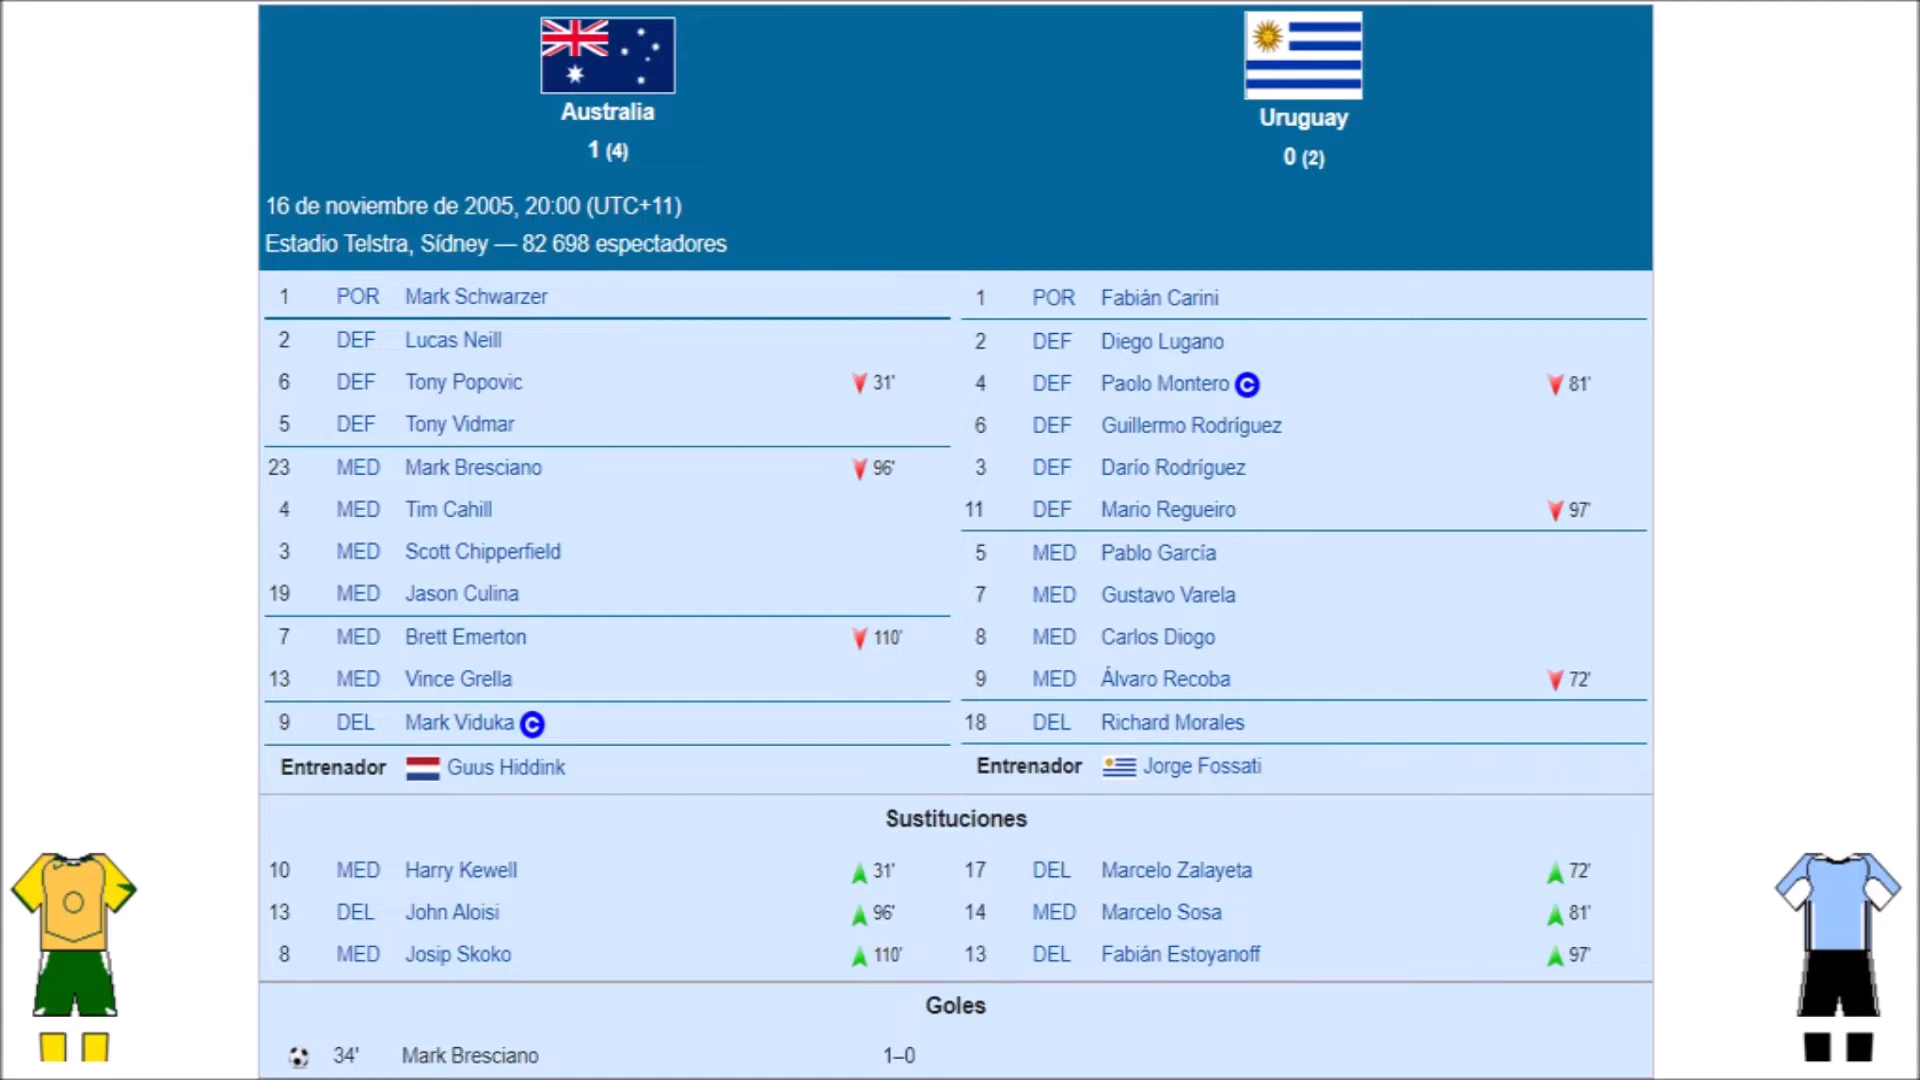 Australia
1 (4)
Uruguay
0 (2)
16 de noviembre de 2005, 20:00 (UTC+11)
Estadio Telstra, Sídney — 82 698 espectadores
1 POR Mark Schwarzer
2 DEF Lucas Neill
6 DEF Tony Popovic 31'
5 DEF Tony Vidmar
23 MED Mark Bresciano 96'
4 MED Tim Cahill
3 MED Scott Chipperfield
19 MED Jason Culina
7 MED Brett Emerton 110'
13 MED Vince Grella
9 DEL Mark Viduka C
Entrenador Guus Hiddink
1 POR Fabián Carini
2 DEF Diego Lugano
4 DEF Paolo Montero C 81'
6 DEF Guillermo Rodríguez
3 DEF Darío Rodríguez
11 DEF Mario Regueiro 97'
5 MED Pablo García
7 MED Gustavo Varela
8 MED Carlos Diogo
9 MED Álvaro Recoba 72'
18 DEL Richard Morales
Entrenador Jorge Fossati
Sustituciones
10 MED Harry Kewell 31'
13 DEL John Aloisi 96'
8 MED Josip Skoko 110'
17 DEL Marcelo Zalayeta 72'
14 MED Marcelo Sosa 81'
13 DEL Fabián Estoyanoff 97'
Goles
34' Mark Bresciano 1–0